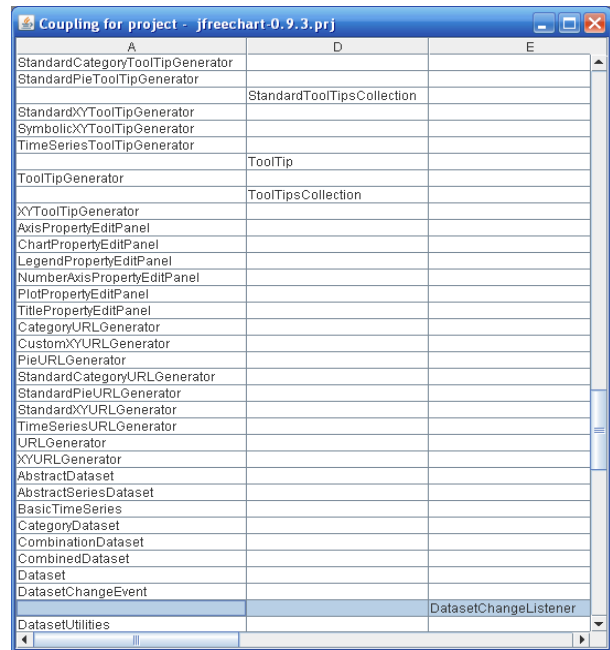 Coupling for project - jfreechart-0.9.3.prj
A D E
StandardCategoryToolTipGenerator
StandardPieToolTipGenerator
StandardToolTipsCollection
StandardXYToolTipGenerator
SymbolicXYToolTipGenerator
TimeSeriesToolTipGenerator
ToolTip
ToolTipGenerator
ToolTipsCollection
XYToolTipGenerator
AxisPropertyEditPanel
ChartPropertyEditPanel
LegendPropertyEditPanel
NumberAxisPropertyEditPanel
PlotPropertyEditPanel
TitlePropertyEditPanel
CategoryURLGenerator
CustomXYURLGenerator
PieURLGenerator
StandardCategoryURLGenerator
StandardPieURLGenerator
StandardXYURLGenerator
TimeSeriesURLGenerator
URLGenerator
XYURLGenerator
AbstractDataset
AbstractSeriesDataset
BasicTimeSeries
CategoryDataset
CombinationDataset
CombinedDataset
Dataset
DatasetChangeEvent
DatasetChangeListener
DatasetUtilities